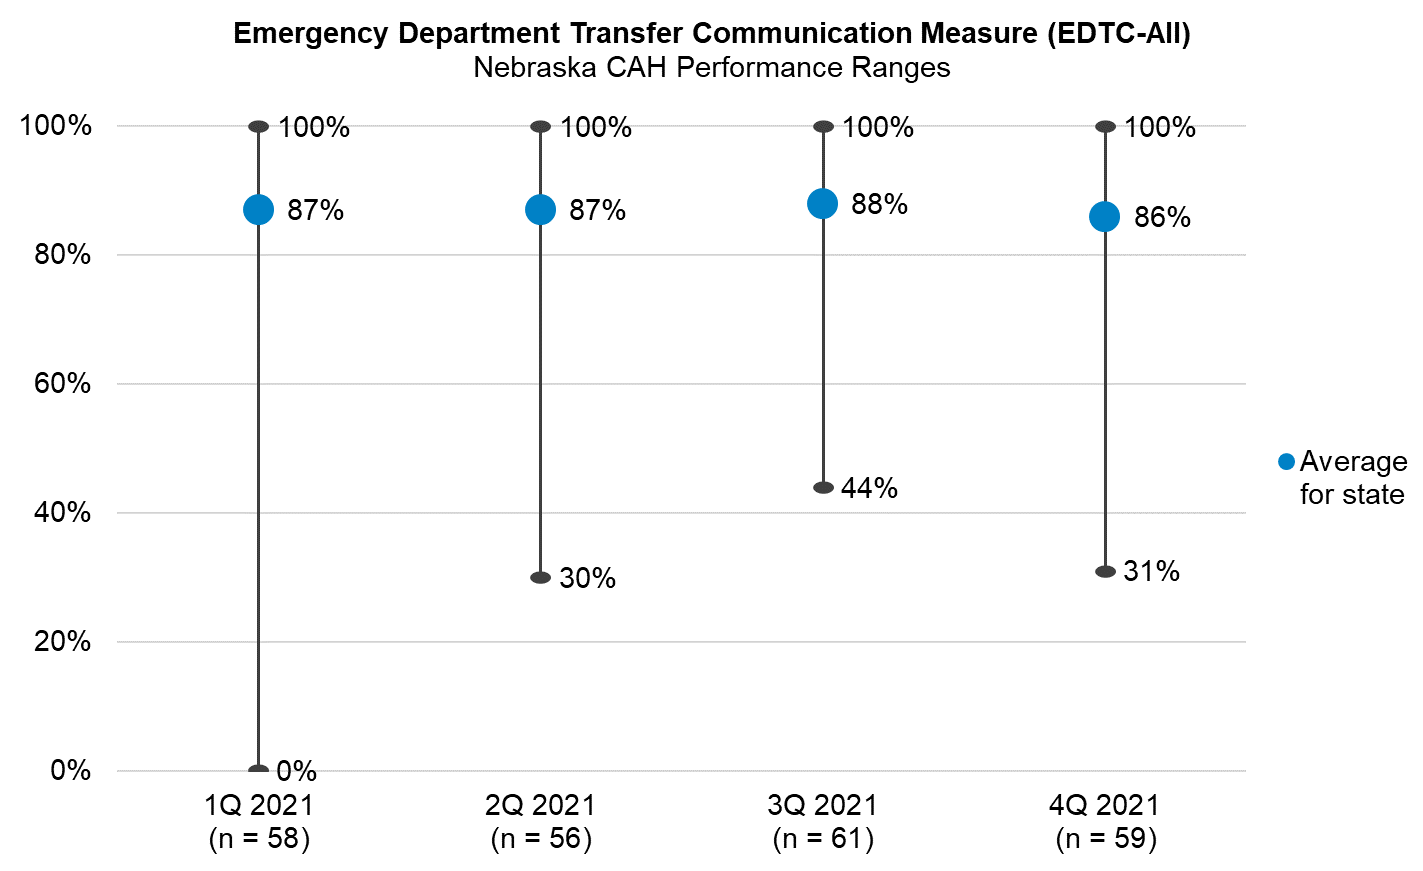 Emergency Department Transfer Communication Measure (EDTC-All)
Nebraska CAH Performance Ranges
100%
80%
60%
40%
20%
0%
100%
87%
0%
100%
87%
30%
100%
88%
44%
100%
86%
31%
1Q 2021
(n = 58)
2Q 2021
(n = 56)
3Q 2021
(n = 61)
4Q 2021
(n = 59)
Average
for state